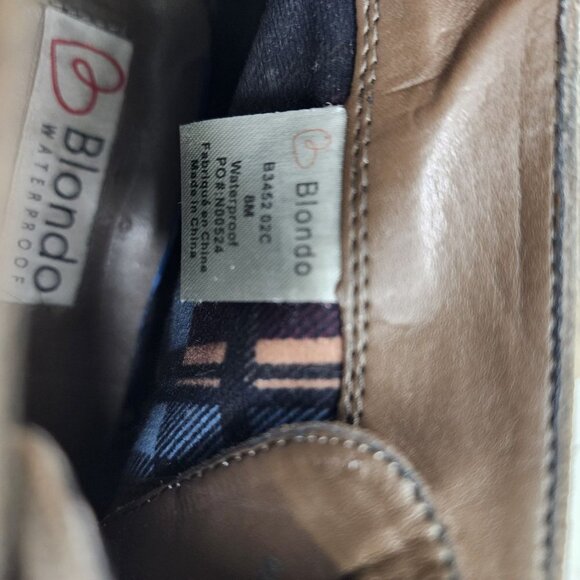 Blondo
WATERPROOF
Blondo
B3452 02C
8M
Waterproof
PO#:N00524
Fabriqué en Chine
Made in China